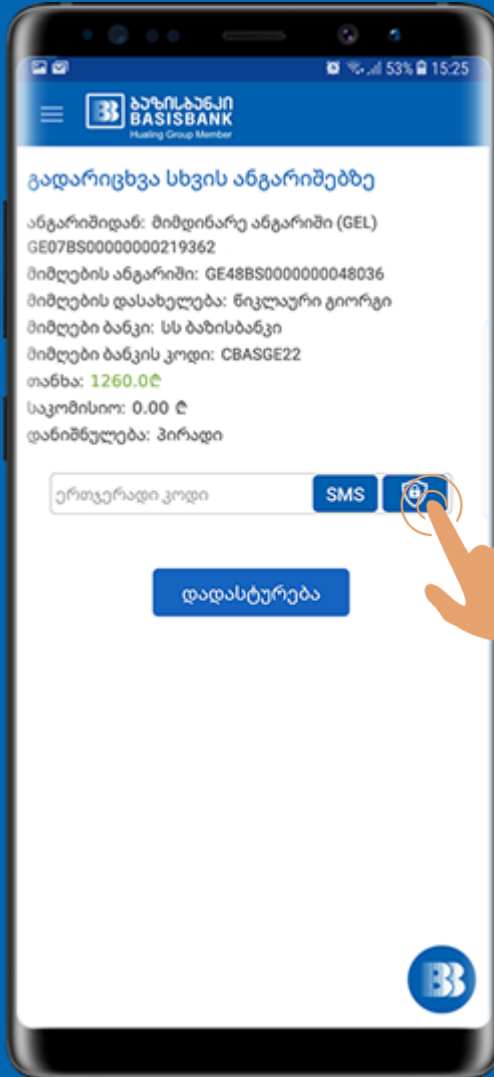 53% 15:25
ბაზისბანკი
BASISBANK
Hualing Group Member
გადარიცხვა სხვის ანგარიშებზე
ანგარიშიდან: მიმდინარე ანგარიში (GEL)
GE07BS00000000219362
მიმღების ანგარიში: GE48BS0000000048036
მიმღების დასახელება: წიკლაური გიორგი
მიმღები ბანკი: სს ბაზისბანკი
მიმღები ბანკის კოდი: CBASGE22
თანხა: 1260.0₾
საკომისიო: 0.00 ₾
დანიშნულება: პირადი
ერთჯერადი კოდი SMS
დადასტურება